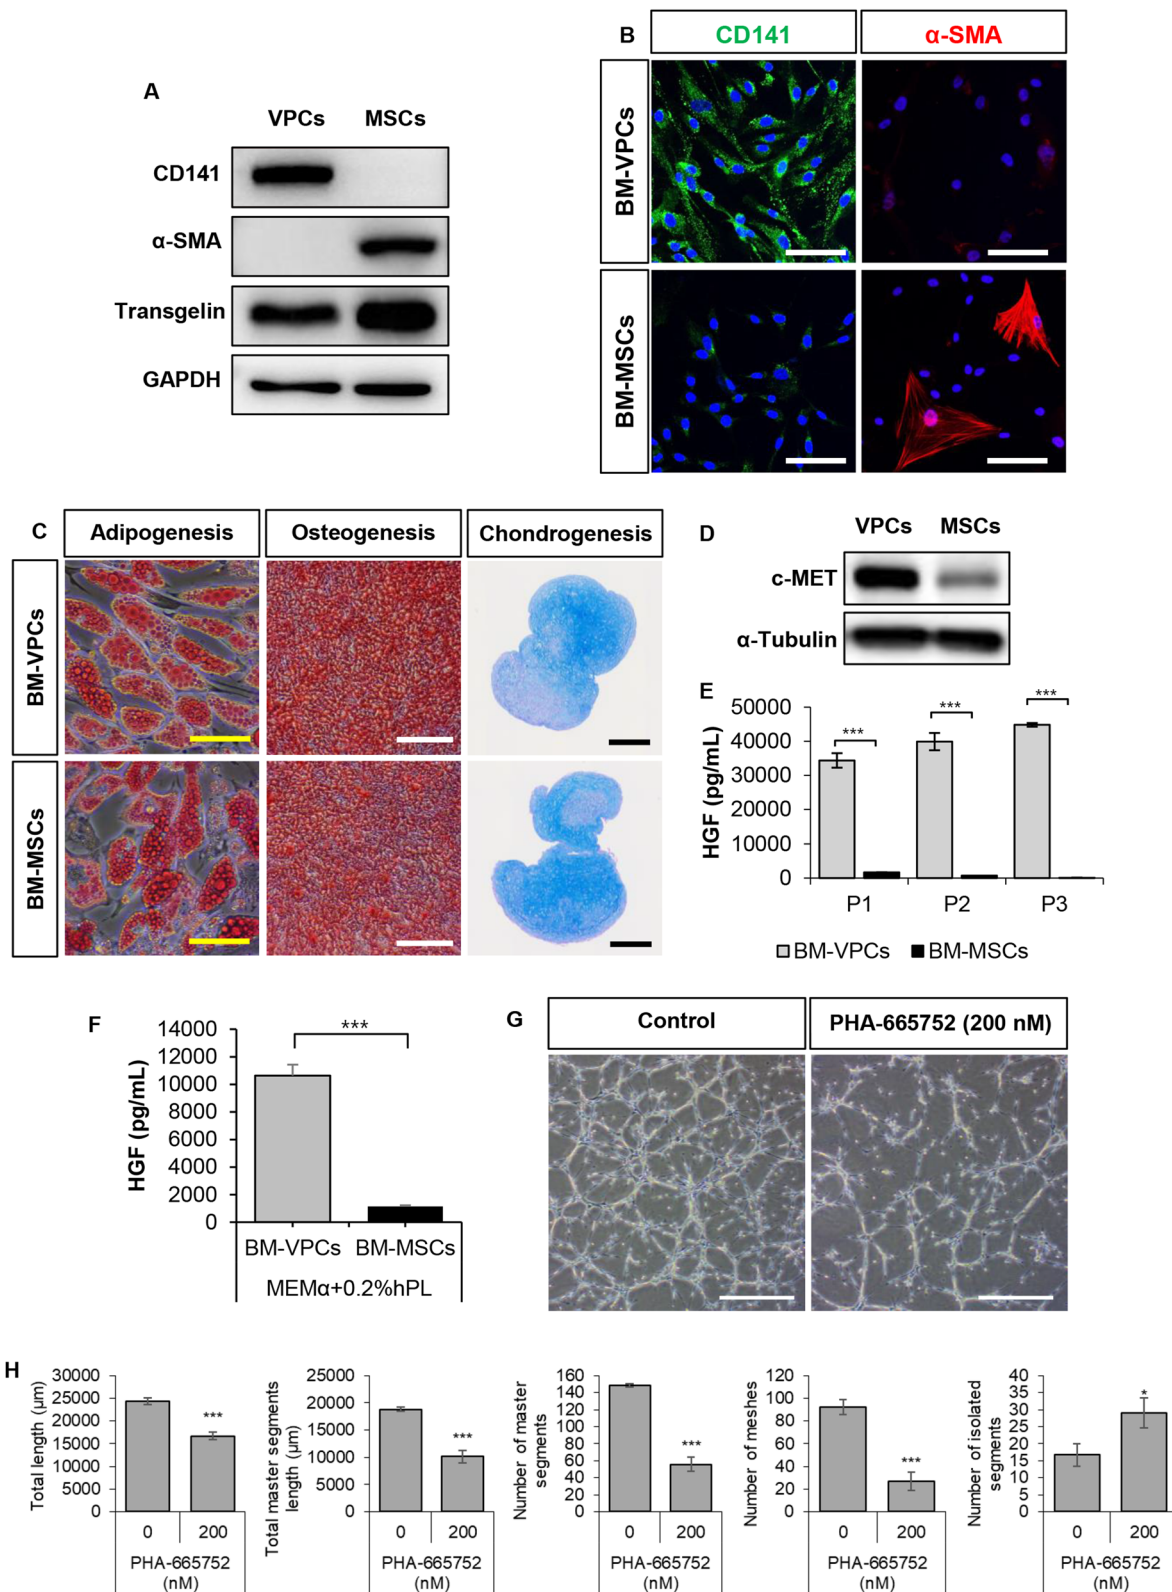 A
VPCs MSCs
CD141
α-SMA
Transgelin
GAPDH
B
CD141 α-SMA
BM-VPCs
BM-MSCs
C
Adipogenesis Osteogenesis Chondrogenesis
BM-VPCs
BM-MSCs
D
VPCs MSCs
c-MET
α-Tubulin
E
HGF (pg/mL)
50000
40000
30000
20000
10000
0
*** *** ***
P1 P2 P3
BM-VPCs BM-MSCs
F
HGF (pg/mL)
14000
12000
10000
8000
6000
4000
2000
0
***
BM-VPCs BM-MSCs
MEMα+0.2%hPL
G
Control PHA-665752 (200 nM)
H
Total length (µm)
30000
25000
20000
15000
10000
5000
0
***
0 200
PHA-665752
(nM)
Total master segments
length (µm)
25000
20000
15000
10000
5000
0
***
0 200
PHA-665752
(nM)
Number of master
segments
160
140
120
100
80
60
40
20
0
***
0 200
PHA-665752
(nM)
Number of meshes
120
100
80
60
40
20
0
***
0 200
PHA-665752
(nM)
Number of isolated
segments
40
35
30
25
20
15
10
5
0
*
0 200
PHA-665752
(nM)